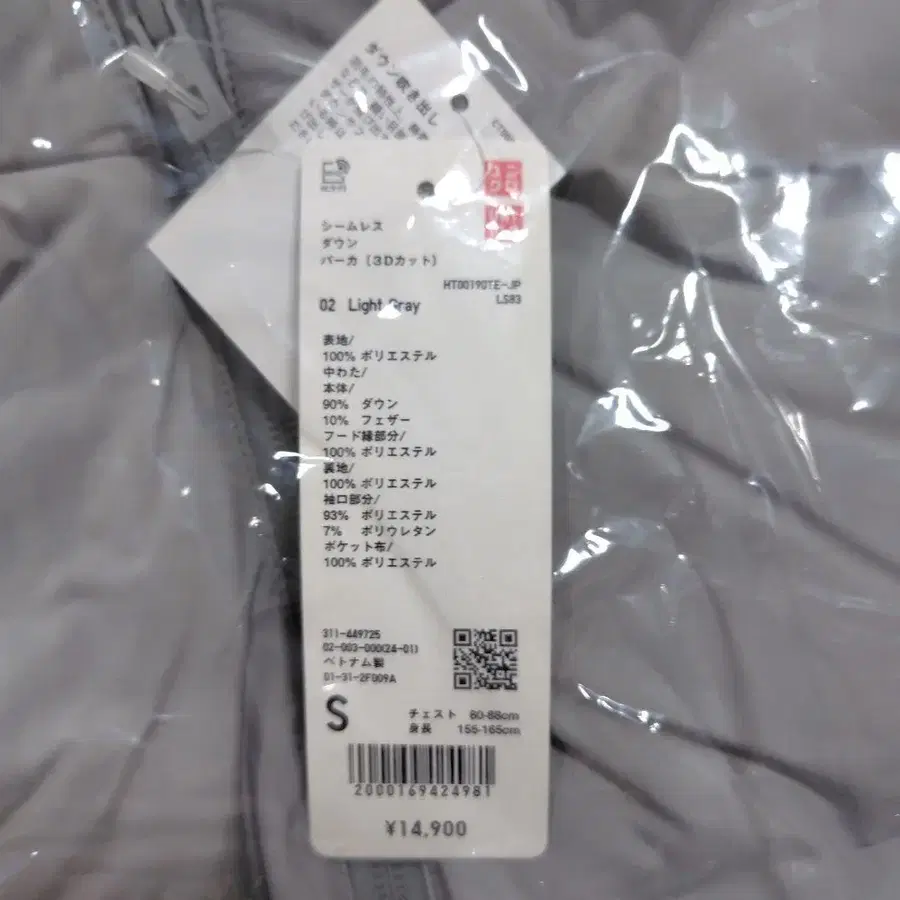 ダウン吹き出し
シームレス
ダウン
パーカ（3Dカット）
HT00190TE-JP
LS83
02 Light Gray
表地/
100% ポリエステル
中わた/
本体/
90% ダウン
10% フェザー
フード縁部分/
100% ポリエステル
裏地/
100% ポリエステル
袖口部分/
93% ポリエステル
7% ポリウレタン
ポケット布/
100% ポリエステル
311-449725
02-003-000(24-01)
ベトナム製
01-31-2F009A
S
チェスト 80-88cm
身長 155-165cm
2000169424981
¥14,900